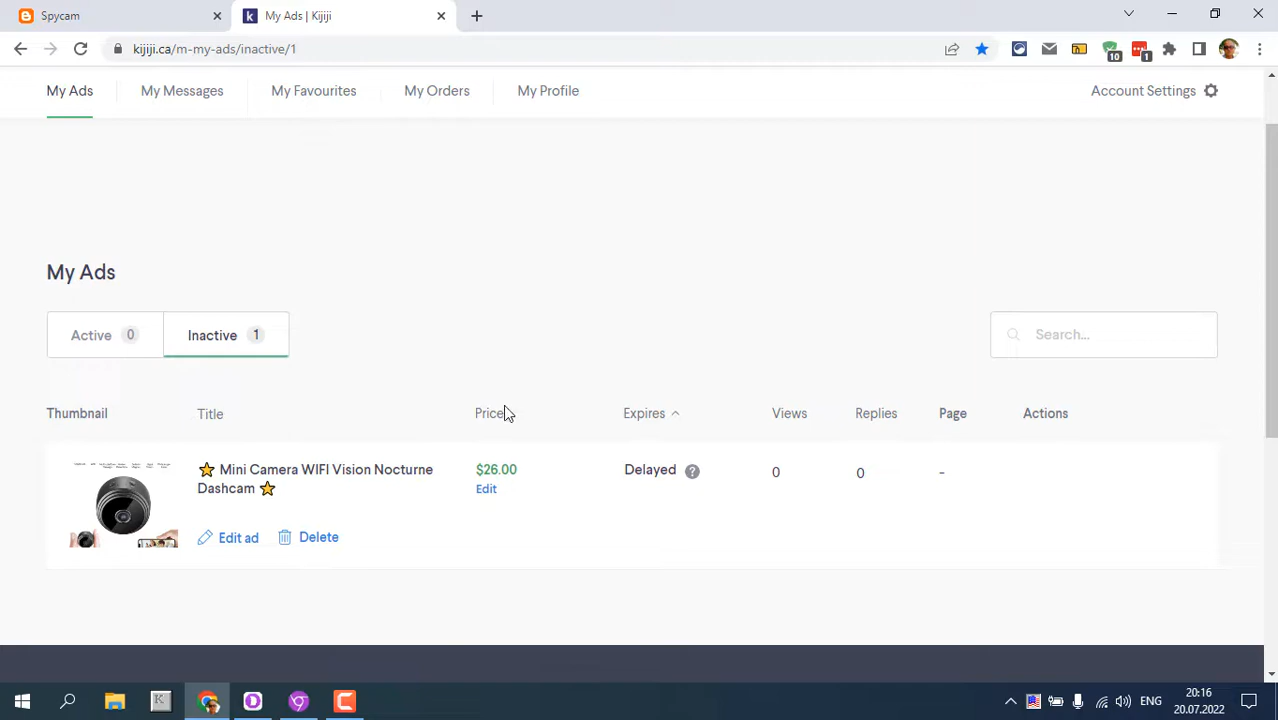 Spycam
My Ads | Kijiji
kijiji.ca/m-my-ads/inactive/1
10
1
My Ads
My Messages
My Favourites
My Orders
My Profile
Account Settings
My Ads
Active 0
Inactive 1
Search...
Thumbnail
Title
Price
Expires
Views
Replies
Page
Actions
Mini Camera WIFI Vision Nocturne
Dashcam
$26.00
Edit
Delayed ?
0
0
-
Edit ad
Delete
ENG
20:16
20.07.2022